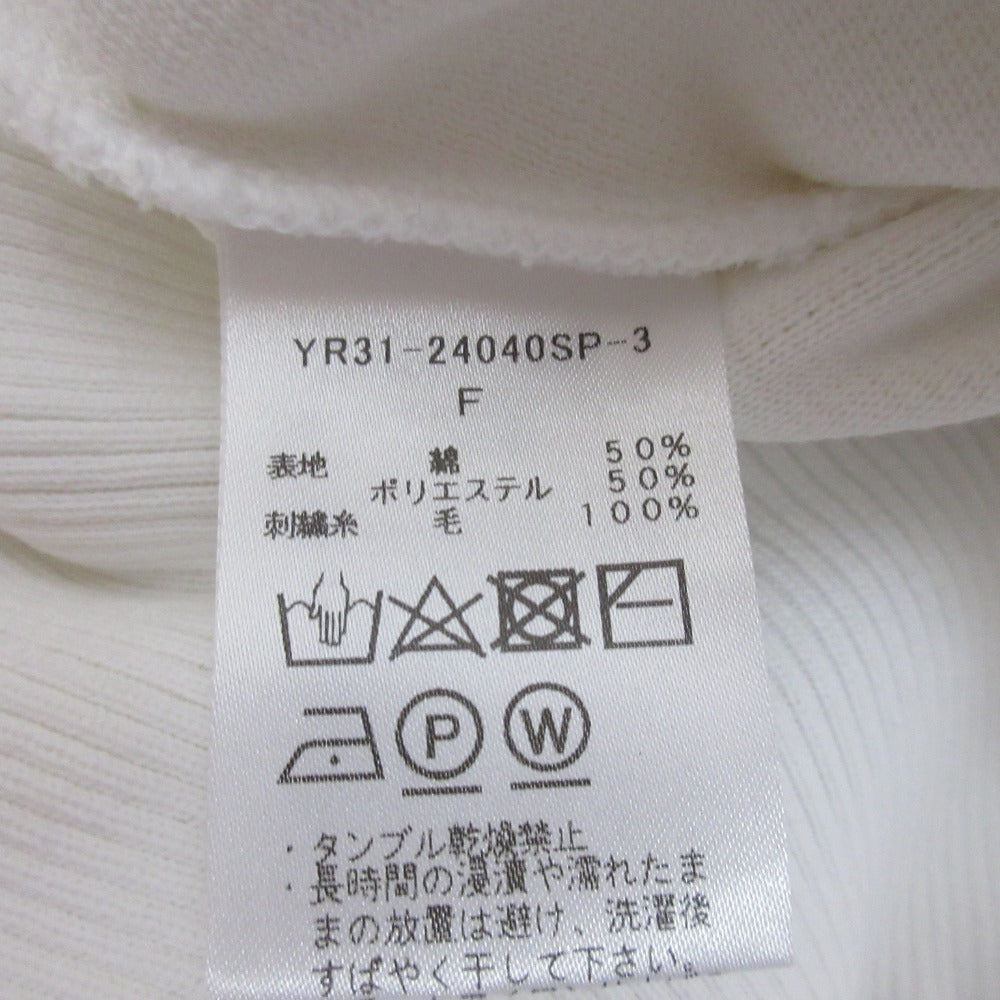 YR31-24040SP-3
F
表地 綿 50%
ポリエステル 50%
刺繍糸 毛 100%
P W
・タンブル乾燥禁止
・長時間の浸漬や濡れたま
まの放置は避け、洗濯後
すばやく干して下さい。